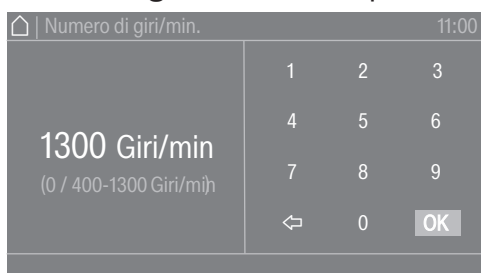 Numero di giri/min. 11:00
1300 Giri/min
(0 / 400-1300 Giri/min)
1 2 3
4 5 6
7 8 9
0 OK